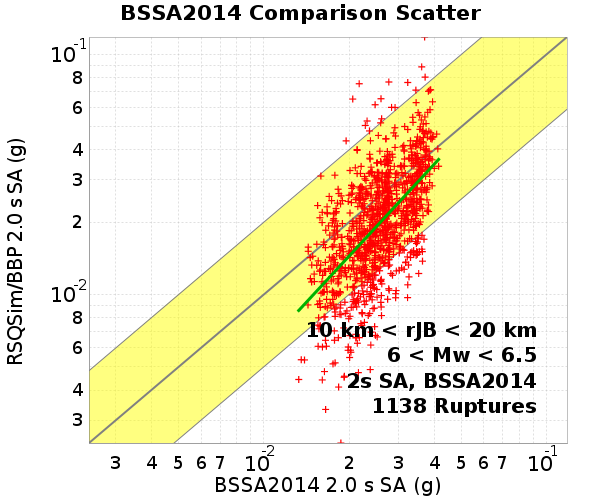 BSSA2014 Comparison Scatter
RSQSim/BBP 2.0 s SA (g)
10⁻¹
8
6
4
3
2
10⁻²
8
6
4
3
10 km < rJB < 20 km
6 < Mw < 6.5
2s SA, BSSA2014
1138 Ruptures
3 4 5 6 7 10⁻² 2 3 4 5 6 7 10⁻¹
BSSA2014 2.0 s SA (g)